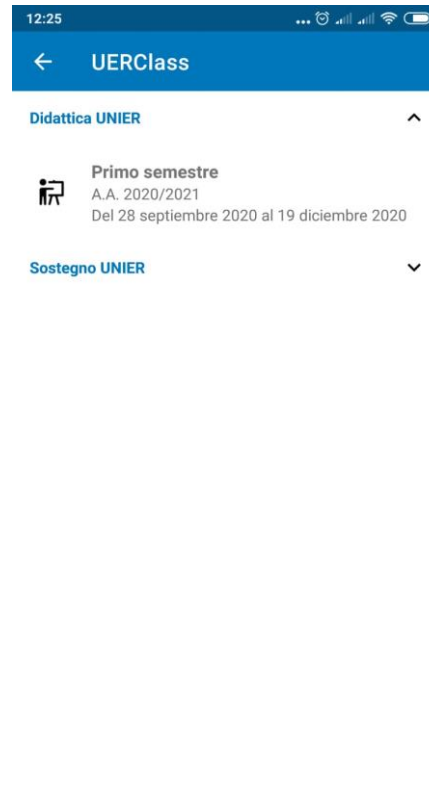 12:25
UERClass
Didattica UNIER
Primo semestre
A.A. 2020/2021
Del 28 septiembre 2020 al 19 diciembre 2020
Sostegno UNIER